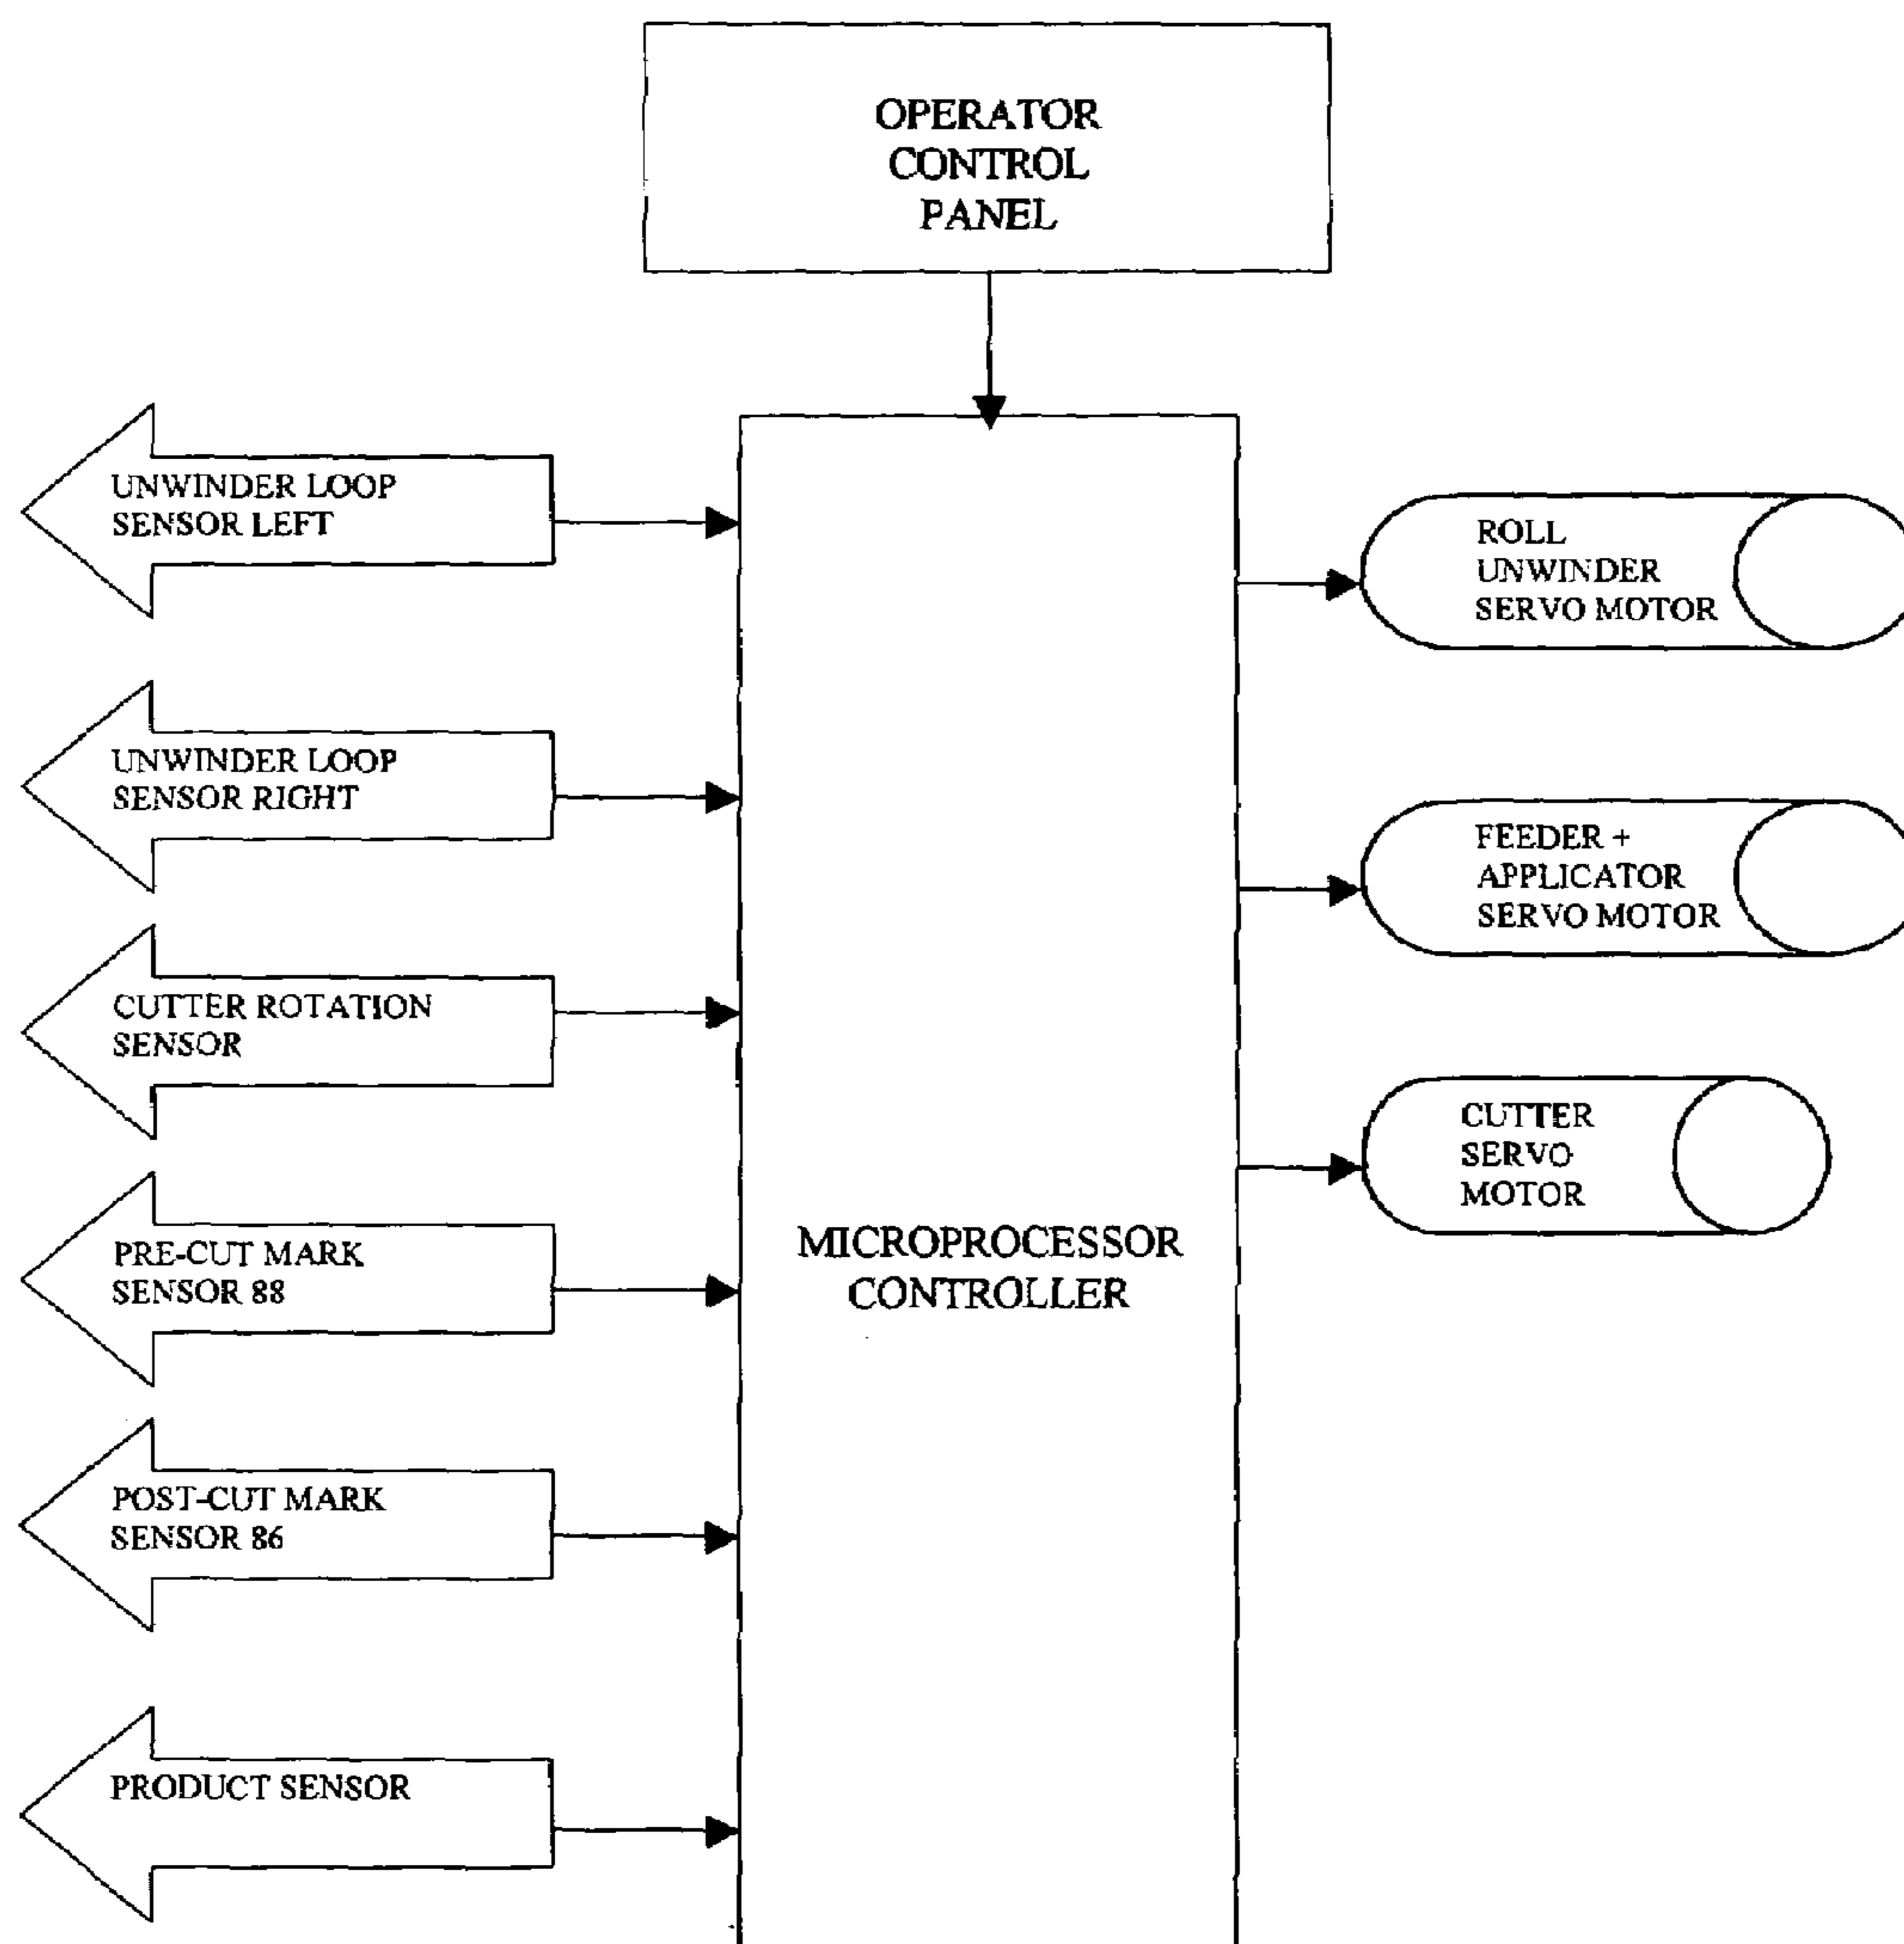 OPERATOR
CONTROL
PANEL
UNWINDER LOOP
SENSOR LEFT
UNWINDER LOOP
SENSOR RIGHT
CUTTER ROTATION
SENSOR
PRE-CUT MARK
SENSOR 88
POST-CUT MARK
SENSOR 86
PRODUCT SENSOR
MICROPROCESSOR
CONTROLLER
ROLL
UNWINDER
SERVO MOTOR
FEEDER +
APPLICATOR
SERVO MOTOR
CUTTER
SERVO
MOTOR